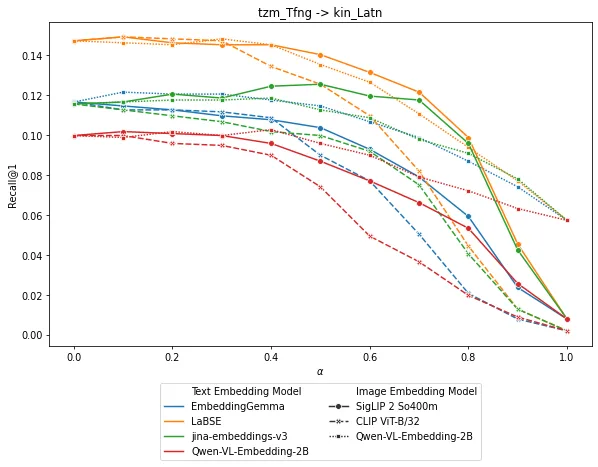 tzm_Tfng -> kin_Latn
0.14
0.12
0.10
0.08
0.06
0.04
0.02
0.00
Recall@1
0.0 0.2 0.4 0.6 0.8 1.0
α
Text Embedding Model Image Embedding Model
EmbeddingGemma SigLIP 2 So400m
LaBSE CLIP ViT-B/32
jina-embeddings-v3 Qwen-VL-Embedding-2B
Qwen-VL-Embedding-2B